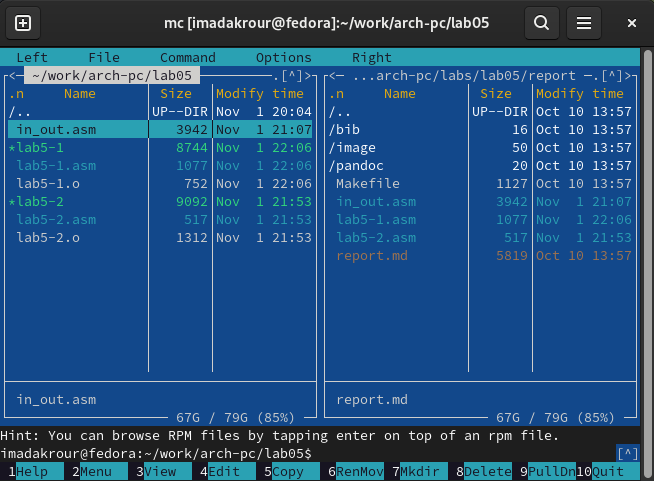 mc [imadakrour@fedora]:~/work/arch-pc/lab05
Left File Command Options Right
<─ ~/work/arch-pc/lab05 ─.[^]>
.n Name Size Modify time
/.. UP--DIR Nov 1 20:04
in_out.asm 3942 Nov 1 21:07
*lab5-1 8744 Nov 1 22:06
lab5-1.asm 1077 Nov 1 22:06
lab5-1.o 752 Nov 1 22:06
*lab5-2 9092 Nov 1 21:53
lab5-2.asm 517 Nov 1 21:53
lab5-2.o 1312 Nov 1 21:53
in_out.asm
67G / 79G (85%)
<─ ...arch-pc/labs/lab05/report ─.[^]>
.n Name Size Modify time
/.. UP--DIR Oct 10 13:57
/bib 16 Oct 10 13:57
/image 50 Oct 10 13:57
/pandoc 20 Oct 10 13:57
Makefile 1127 Oct 10 13:57
in_out.asm 3942 Nov 1 21:07
lab5-1.asm 1077 Nov 1 22:06
lab5-2.asm 517 Nov 1 21:53
report.md 5819 Oct 10 13:57
report.md
67G / 79G (85%)
Hint: You can browse RPM files by tapping enter on top of an rpm file.
imadakrour@fedora:~/work/arch-pc/lab05$ [^]
1Help 2Menu 3View 4Edit 5Copy 6RenMov 7Mkdir 8Delete 9PullDn 10Quit